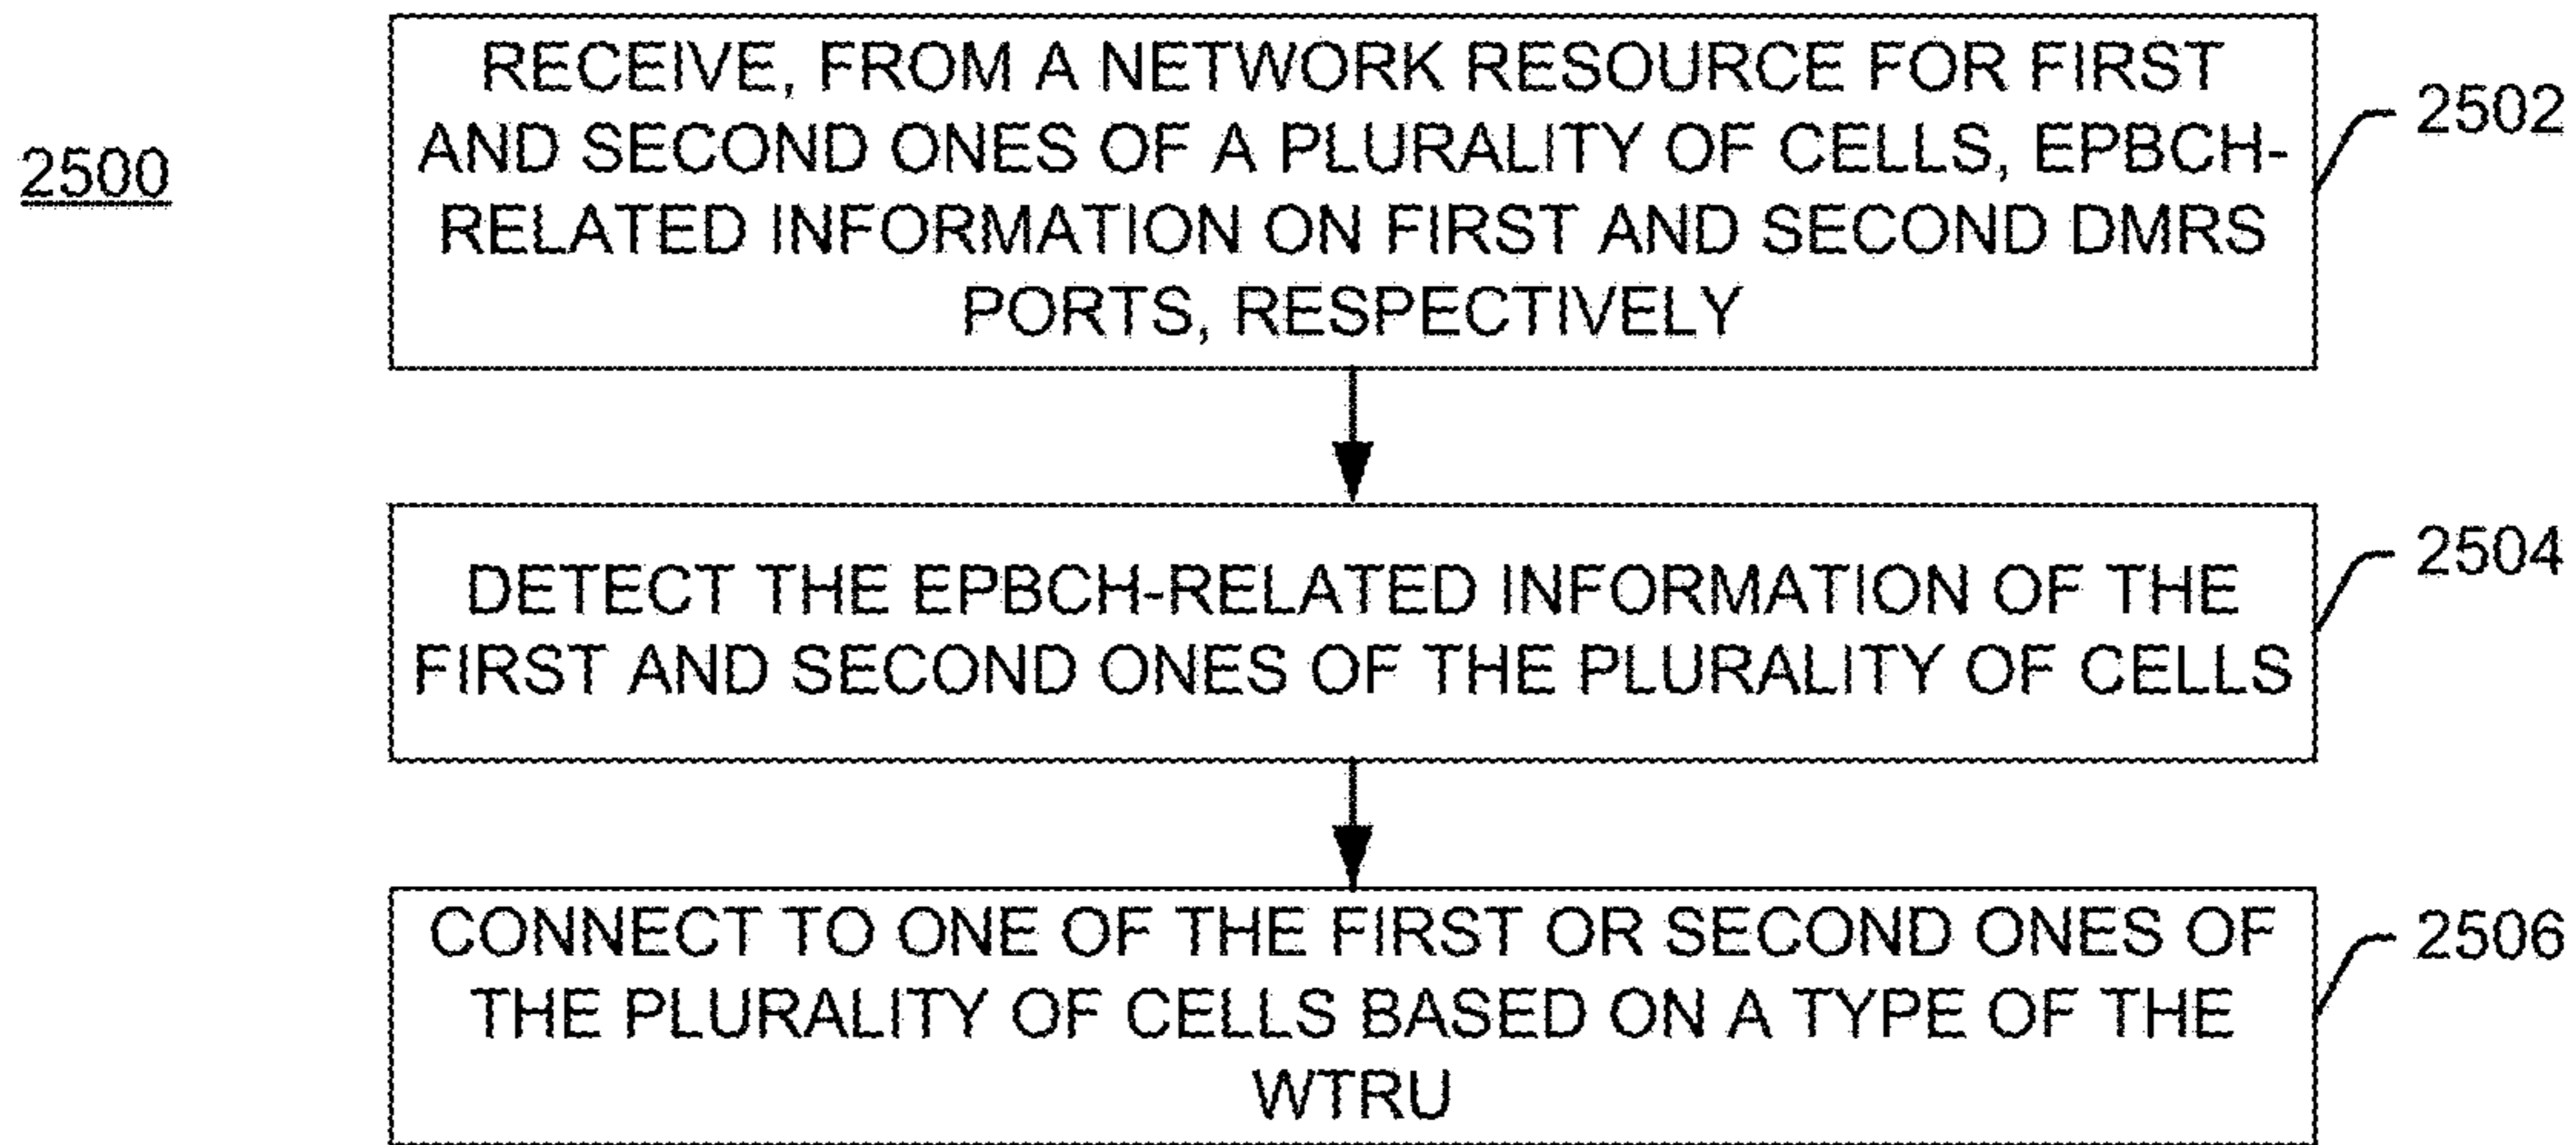 2500
RECEIVE, FROM A NETWORK RESOURCE FOR FIRST
AND SECOND ONES OF A PLURALITY OF CELLS, EPBCH-
RELATED INFORMATION ON FIRST AND SECOND DMRS
PORTS, RESPECTIVELY
2502
DETECT THE EPBCH-RELATED INFORMATION OF THE
FIRST AND SECOND ONES OF THE PLURALITY OF CELLS
2504
CONNECT TO ONE OF THE FIRST OR SECOND ONES OF
THE PLURALITY OF CELLS BASED ON A TYPE OF THE
WTRU
2506